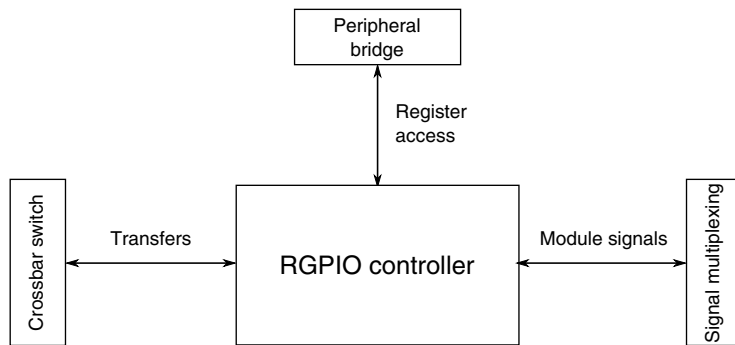 Peripheral
bridge
Register
access
Crossbar switch
Transfers
RGPIO controller
Module signals
Signal multiplexing